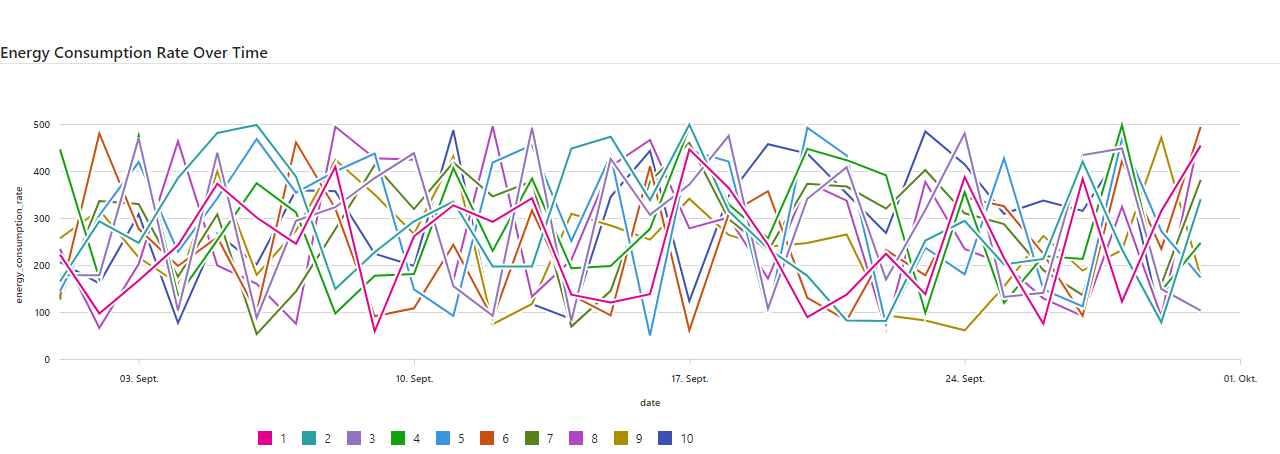 Energy Consumption Rate Over Time
energy_consumption_rate
500
400
300
200
100
0
03. Sept. 10. Sept. 17. Sept. 24. Sept. 01. Okt.
date
1 2 3 4 5 6 7 8 9 10